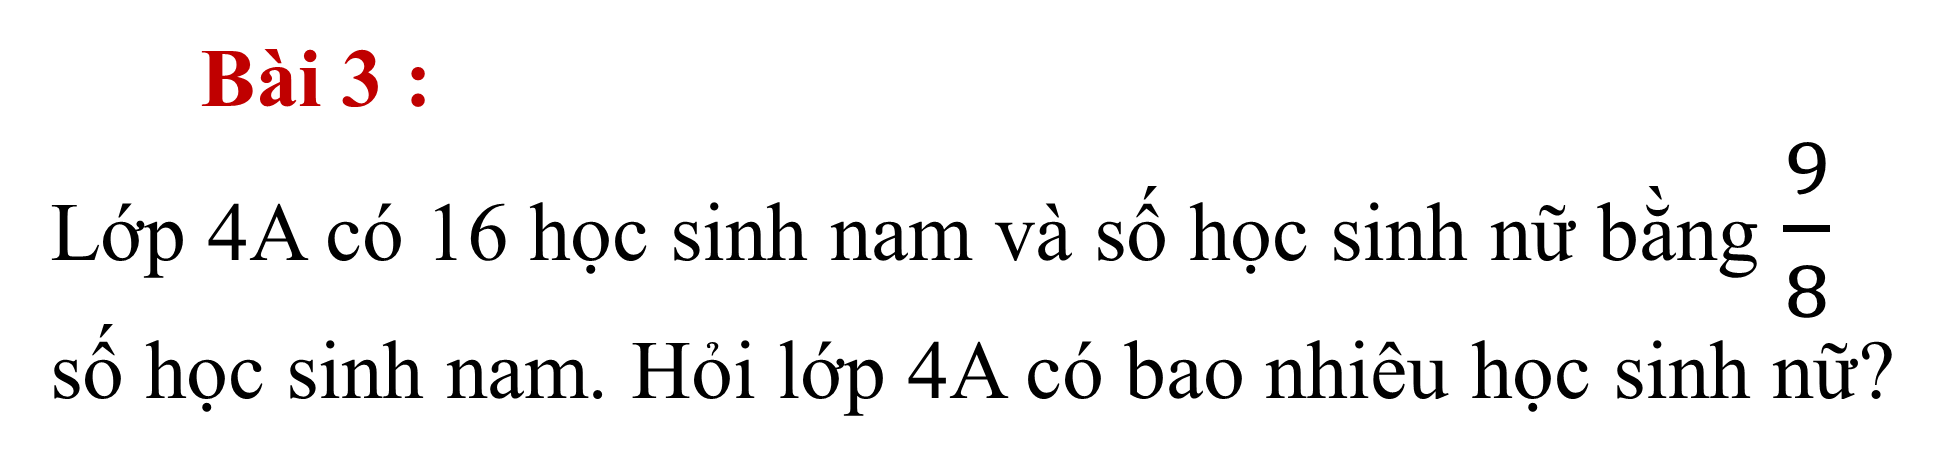 Bài 3 :
Lớp 4A có 16 học sinh nam và số học sinh nữ bằng 9/8
số học sinh nam. Hỏi lớp 4A có bao nhiêu học sinh nữ?